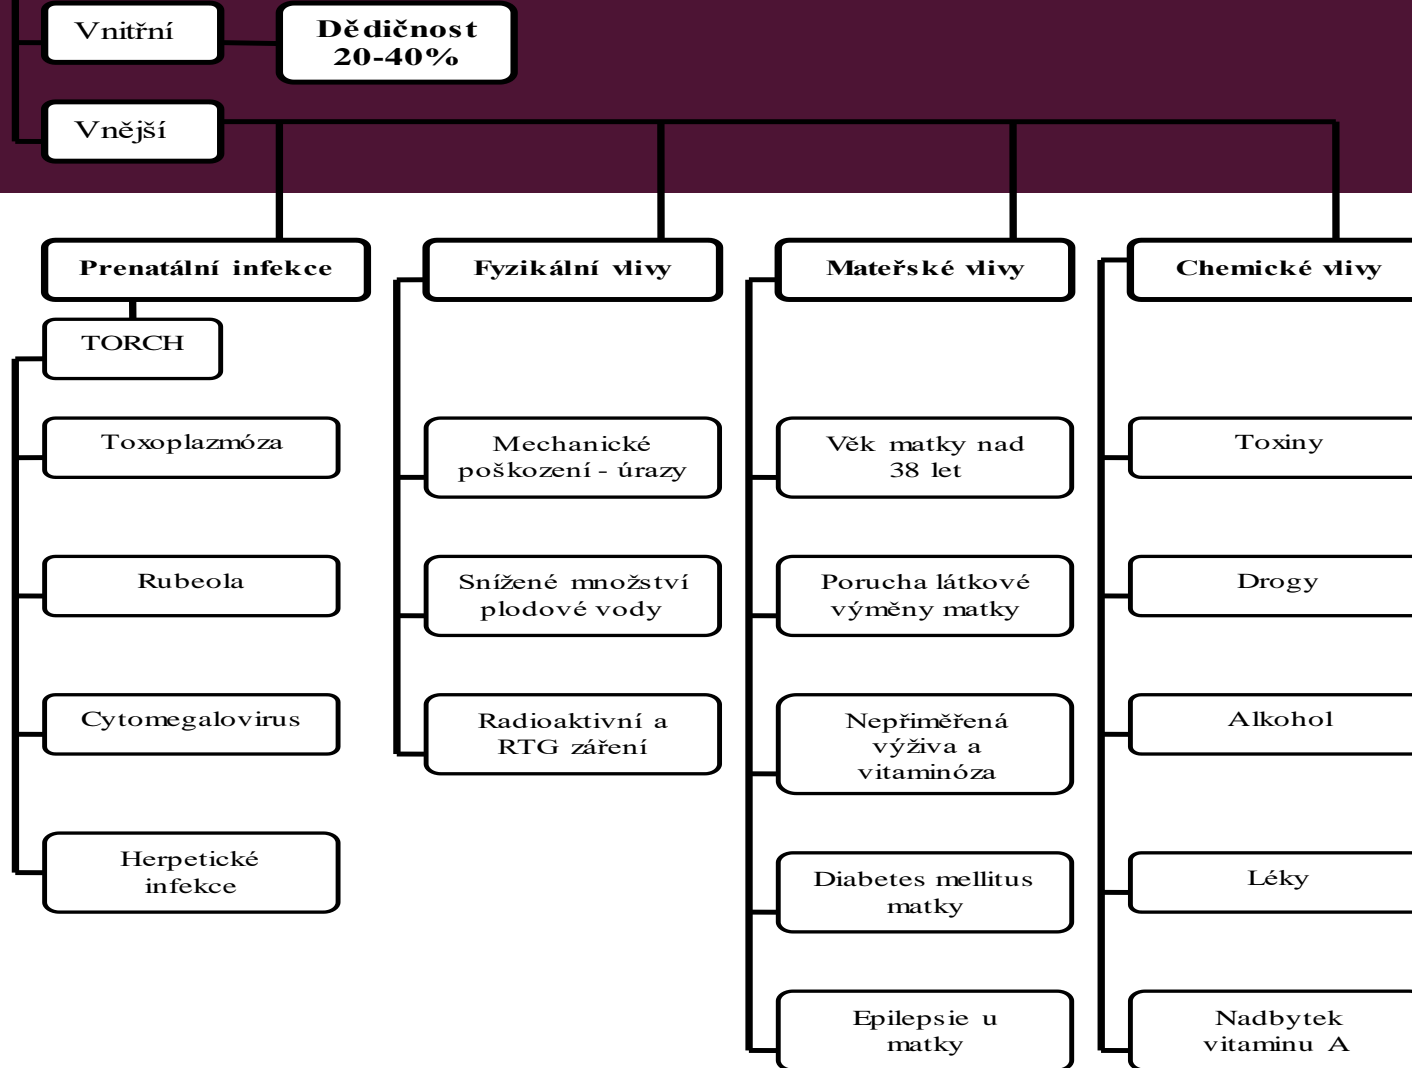 Vnitřní
Dědičnost
20-40%
Vnější
Prenatální infekce
Fyzikální vlivy
Mateřské vlivy
Chemické vlivy
TORCH
Toxoplazmóza
Mechanické
poškození - úrazy
Věk matky nad
38 let
Toxiny
Rubeola
Snížené množství
plodové vody
Porucha látkové
výměny matky
Drogy
Cytomegalovirus
Radioaktivní a
RTG záření
Nepřiměřená
výživa a
vitaminóza
Alkohol
Herpetické
infekce
Diabetes mellitus
matky
Léky
Epilepsie u
matky
Nadbytek
vitaminu A